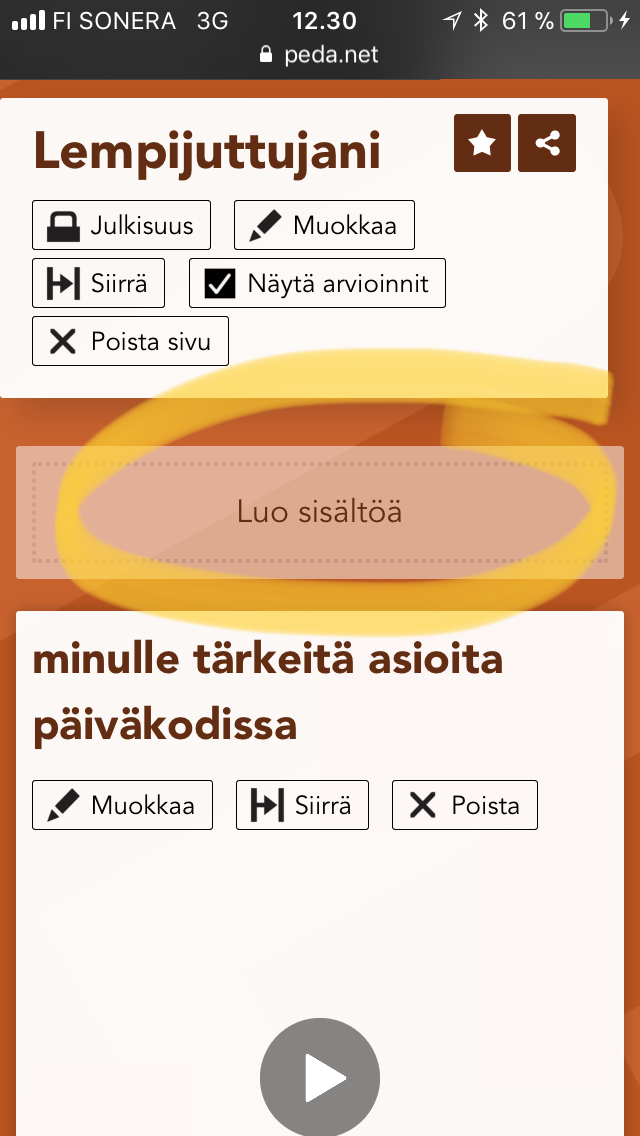 FI SONERA 3G 12.30 61 %
peda.net
Lempijuttujani
Julkisuus Muokkaa
Siirrä Näytä arvioinnit
Poista sivu
Luo sisältöä
minulle tärkeitä asioita
päiväkodissa
Muokkaa Siirrä Poista